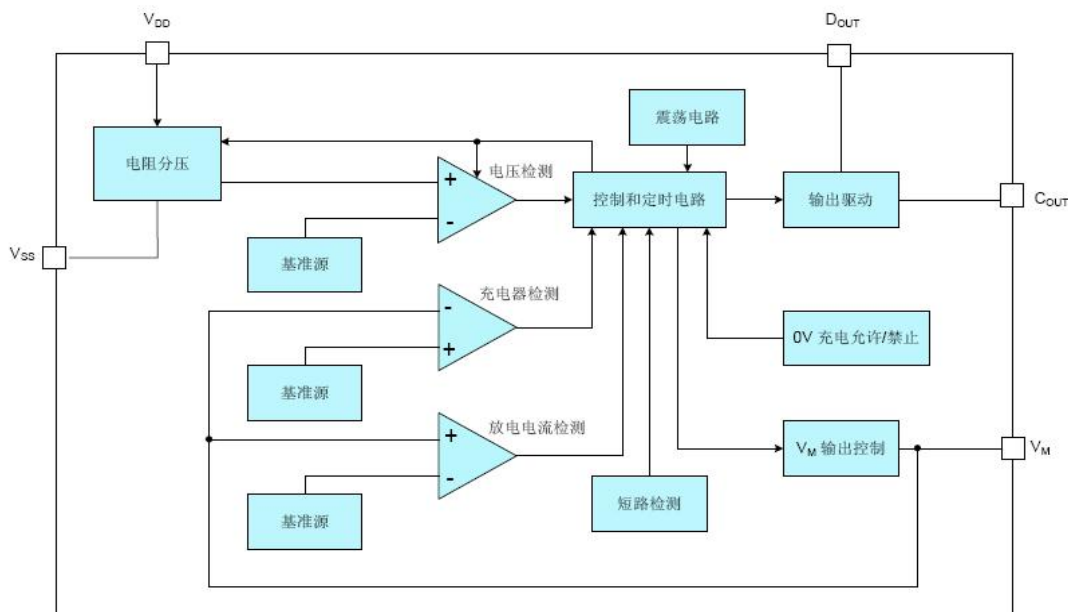 VDD
DOUT
震荡电路
电阻分压
电压检测
+
-
控制和定时电路
输出驱动
COUT
VSS
基准源
充电器检测
-
+
0V 充电允许/禁止
基准源
放电电流检测
+
-
VM 输出控制
VM
短路检测
基准源